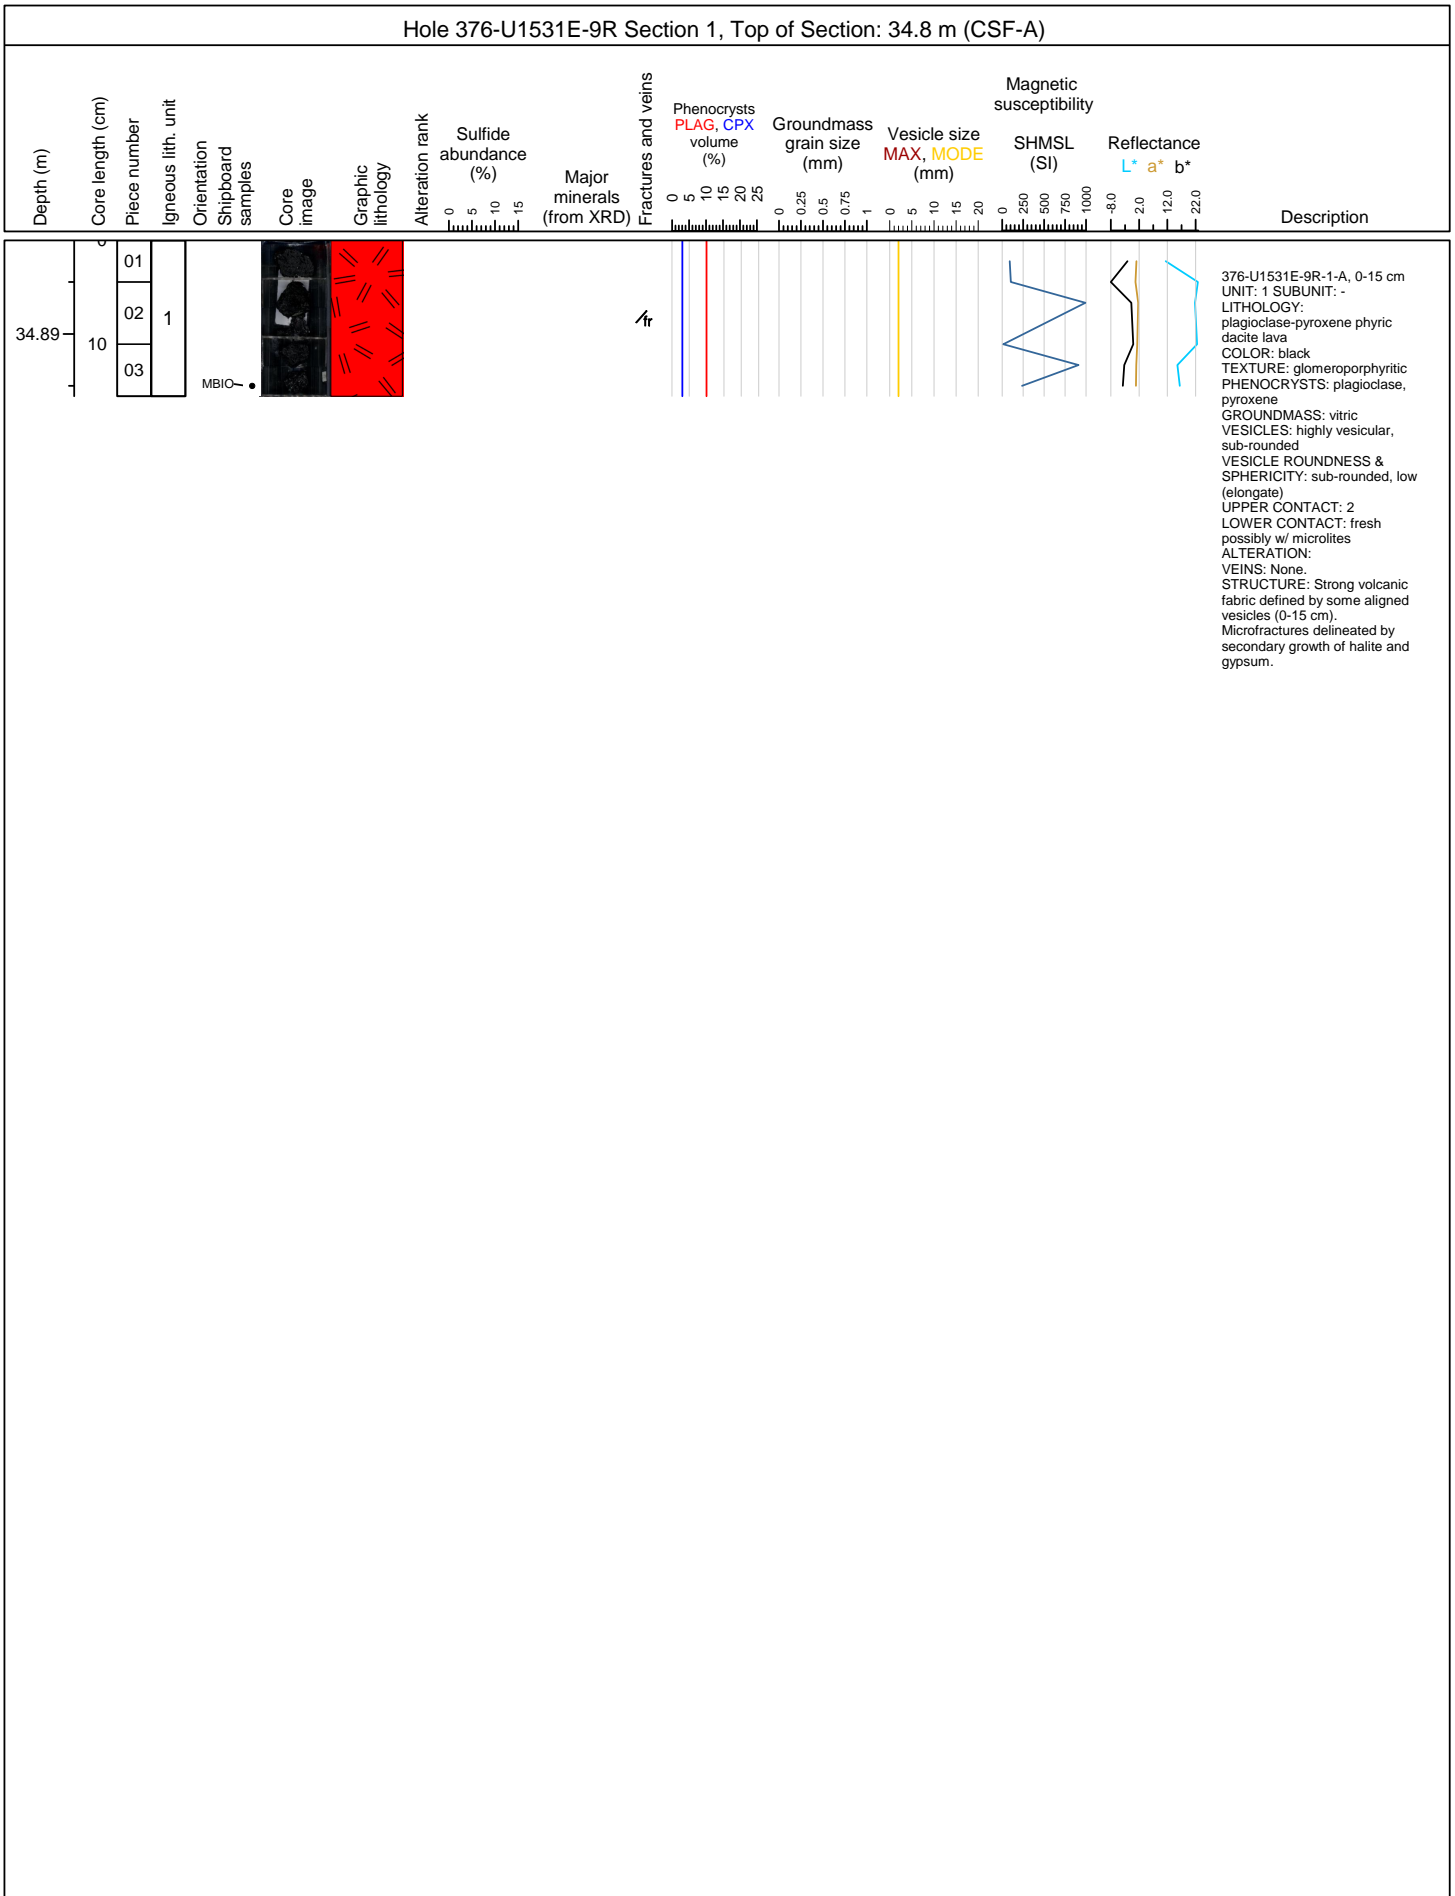 Hole 376-U1531E-9R Section 1, Top of Section: 34.8 m (CSF-A)
Depth (m)
Core length (cm)
Piece number
Igneous lith. unit
Orientation
Shipboard
samples
Core
image
Graphic
lithology
Alteration rank
Sulfide
abundance
(%)
0 5 10 15
Major
minerals
(from XRD)
Fractures and veins
Phenocrysts
PLAG, CPX
volume
(%)
0 5 10 15 20 25
Groundmass
grain size
(mm)
0 0.25 0.5 0.75 1
Vesicle size
MAX, MODE
(mm)
0 5 10 15 20
Magnetic
susceptibility
SHMSL
(SI)
0 250 500 750 1000
Reflectance
L* a* b*
-8.0 2.0 12.0 22.0
Description
0
01
02
34.89
10
1
03
MBIO
fr
376-U1531E-9R-1-A, 0-15 cm
UNIT: 1 SUBUNIT: -
LITHOLOGY:
plagioclase-pyroxene phyric
dacite lava
COLOR: black
TEXTURE: glomeroporphyritic
PHENOCRYSTS: plagioclase,
pyroxene
GROUNDMASS: vitric
VESICLES: highly vesicular,
sub-rounded
VESICLE ROUNDNESS &
SPHERICITY: sub-rounded, low
(elongate)
UPPER CONTACT: 2
LOWER CONTACT: fresh
possibly w/ microlites
ALTERATION:
VEINS: None.
STRUCTURE: Strong volcanic
fabric defined by some aligned
vesicles (0-15 cm).
Microfractures delineated by
secondary growth of halite and
gypsum.